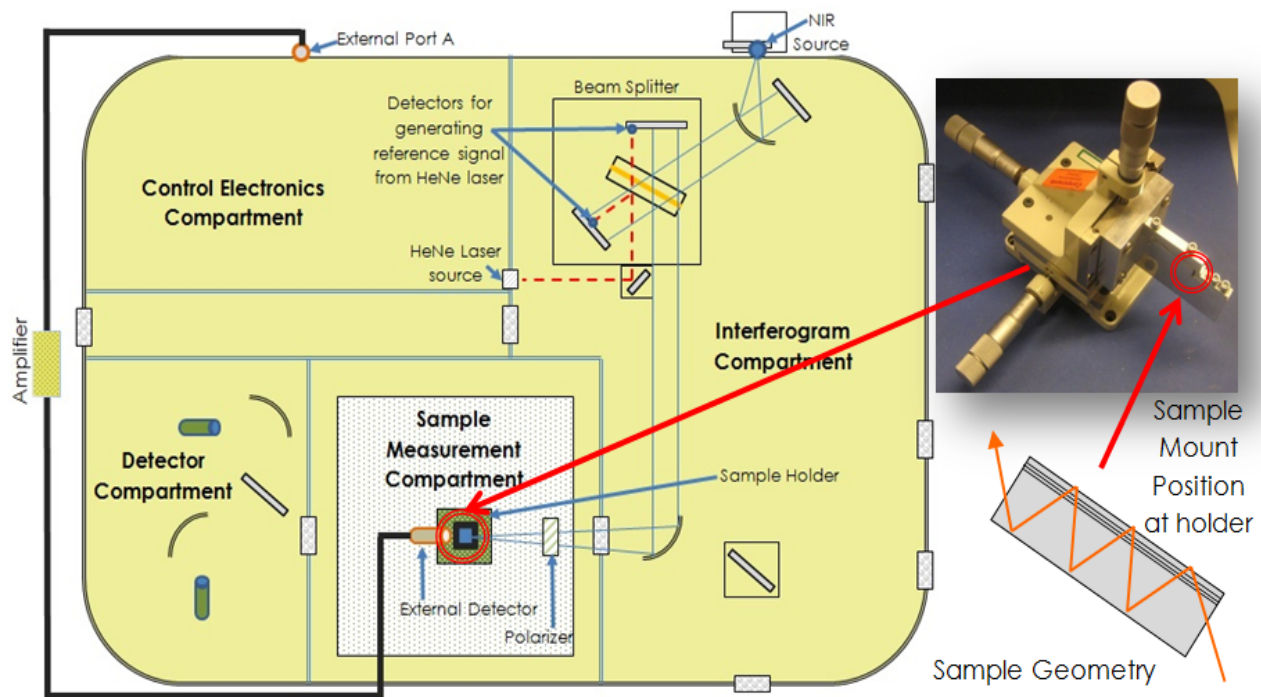 External Port A
NIR
Source
Beam Splitter
Detectors for
generating
reference signal
from HeNe laser
Control Electronics
Compartment
HeNe Laser
source
Amplifier
Interferogram
Compartment
Sample
Measurement
Compartment
Detector
Compartment
Sample Holder
External Detector
Polarizer
Sample
Mount
Position
at holder
Sample Geometry